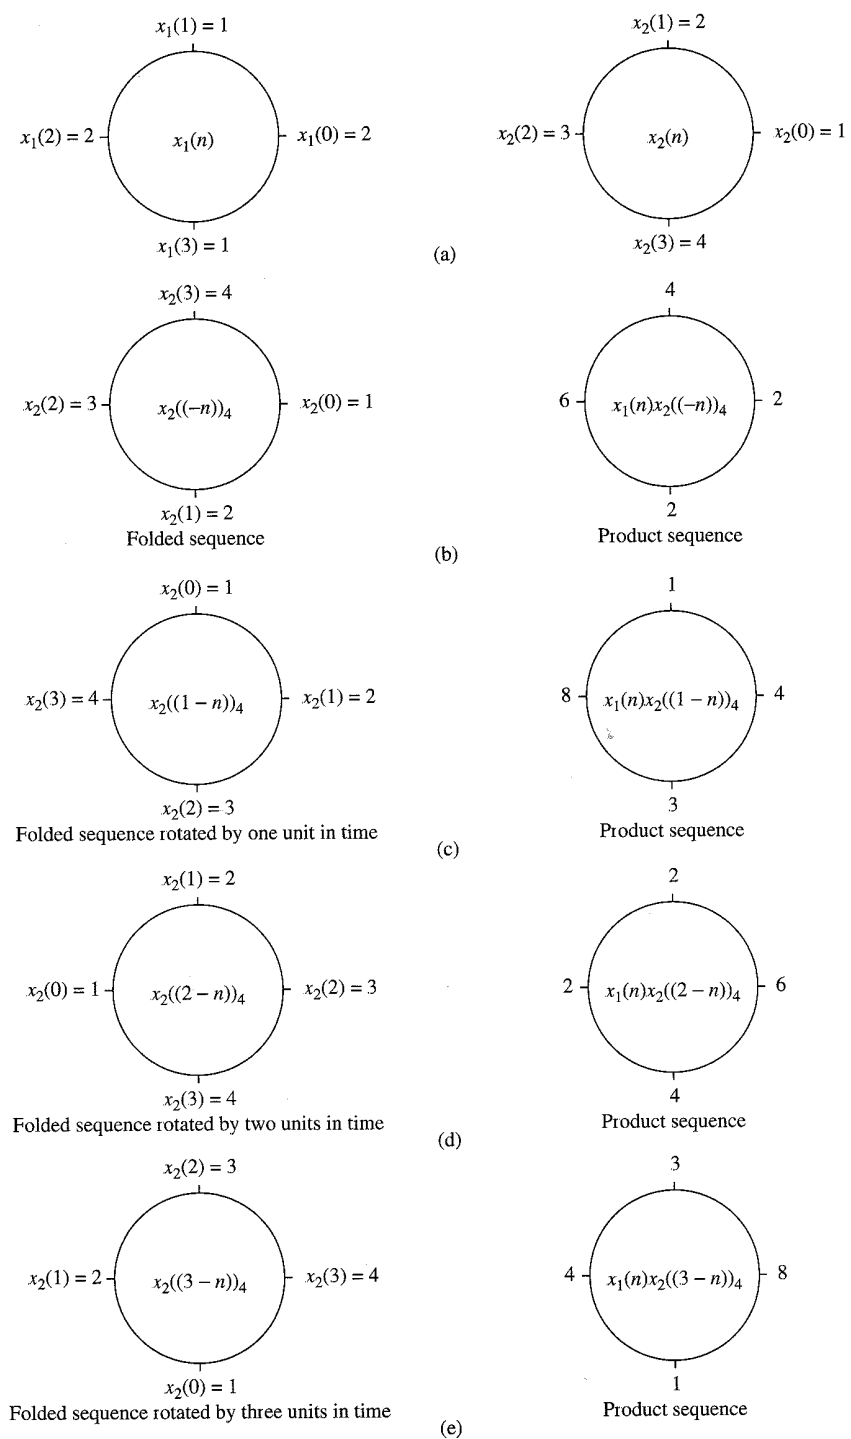 x₁(1) = 1
x₂(1) = 2
x₁(2) = 2
x₁(n)
x₁(0) = 2
x₂(2) = 3
x₂(n)
x₂(0) = 1
x₁(3) = 1
x₂(3) = 4
(a)
x₂(3) = 4
4
x₂(2) = 3
x₂((−n))₄
x₂(0) = 1
6
x₁(n)x₂((−n))₄
2
x₂(1) = 2
2
Folded sequence
Product sequence
(b)
x₂(0) = 1
1
x₂(3) = 4
x₂((1 − n))₄
x₂(1) = 2
8
x₁(n)x₂((1 − n))₄
4
x₂(2) = 3
3
Folded sequence rotated by one unit in time
Product sequence
(c)
x₂(1) = 2
2
x₂(0) = 1
x₂((2 − n))₄
x₂(2) = 3
2
x₁(n)x₂((2 − n))₄
6
x₂(3) = 4
4
Folded sequence rotated by two units in time
Product sequence
(d)
x₂(2) = 3
3
x₂(1) = 2
x₂((3 − n))₄
x₂(3) = 4
4
x₁(n)x₂((3 − n))₄
8
x₂(0) = 1
1
Folded sequence rotated by three units in time
Product sequence
(e)